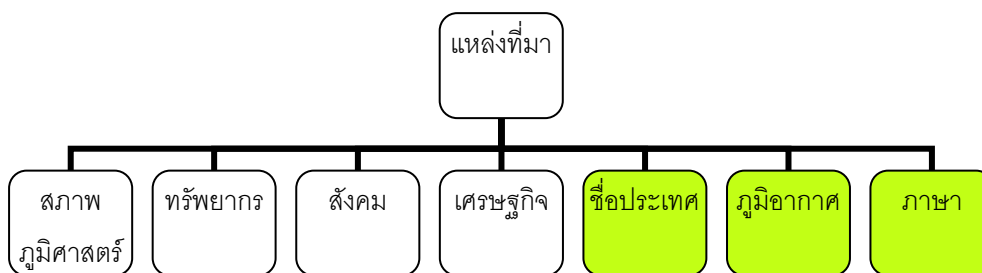 แหล่งที่มา
สภาพ
ภูมิศาสตร์
ทรัพยากร
สังคม
เศรษฐกิจ
ชื่อประเทศ
ภูมิอากาศ
ภาษา